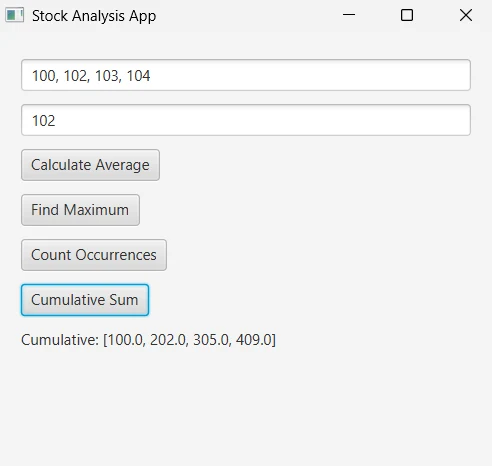 Stock Analysis App
100, 102, 103, 104
102
Calculate Average
Find Maximum
Count Occurrences
Cumulative Sum
Cumulative: [100.0, 202.0, 305.0, 409.0]